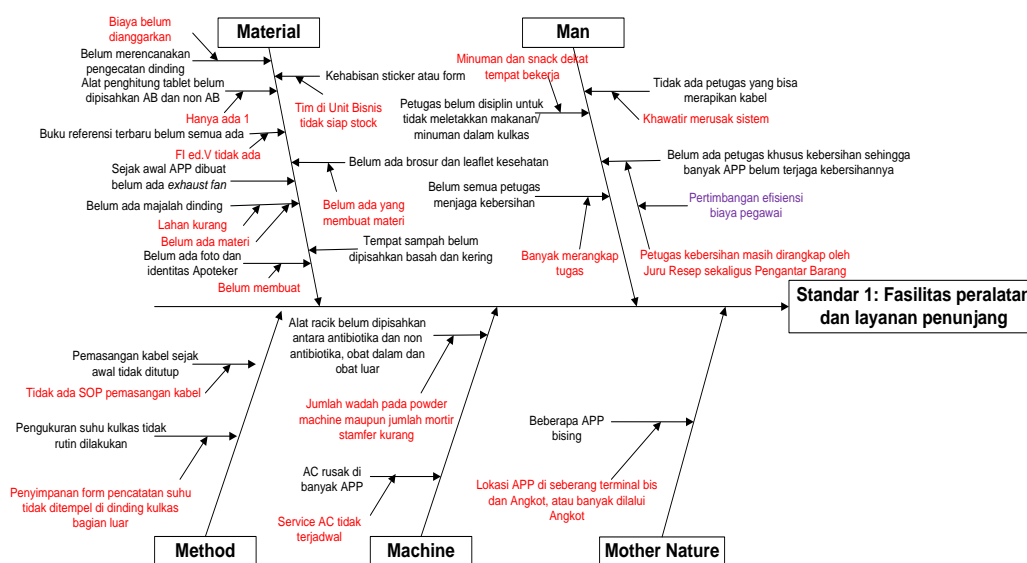 Material
Biaya belum
dianggarkan
Belum merencanakan
pengecatan dinding
Kehabisan sticker atau form
Tim di Unit Bisnis
tidak siap stock
Alat penghitung tablet belum
dipisahkan AB dan non AB
Hanya ada 1
Buku referensi terbaru belum semua ada
FI ed.V tidak ada
Belum ada brosur dan leaflet kesehatan
Belum ada yang
membuat materi
Sejak awal APP dibuat
belum ada exhaust fan
Belum ada majalah dinding
Lahan kurang
Belum ada materi
Tempat sampah belum
dipisahkan basah dan kering
Belum ada foto dan
identitas Apoteker
Belum membuat
Man
Minuman dan snack dekat
tempat bekerja
Petugas belum disiplin untuk
tidak meletakkan makanan/
minuman dalam kulkas
Tidak ada petugas yang bisa
merapikan kabel
Khawatir merusak sistem
Belum ada petugas khusus kebersihan sehingga
banyak APP belum terjaga kebersihannya
Pertimbangan efisiensi
biaya pegawai
Belum semua petugas
menjaga kebersihan
Banyak merangkap
tugas
Petugas kebersihan masih dirangkap oleh
Juru Resep sekaligus Pengantar Barang
Standar 1: Fasilitas peralatan
dan layanan penunjang
Pemasangan kabel sejak
awal tidak ditutup
Tidak ada SOP pemasangan kabel
Pengukuran suhu kulkas tidak
rutin dilakukan
Penyimpanan form pencatatan suhu
tidak ditempel di dinding kulkas
bagian luar
Method
Alat racik belum dipisahkan
antara antibiotika dan non
antibiotika, obat dalam dan
obat luar
Jumlah wadah pada powder
machine maupun jumlah mortir
stamfer kurang
AC rusak di
banyak APP
Service AC tidak
terjadwal
Machine
Beberapa APP
bising
Lokasi APP di seberang terminal bis
dan Angkot, atau banyak dilalui
Angkot
Mother Nature